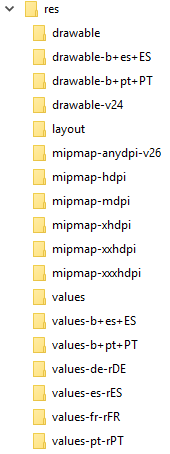 res
drawable
drawable-b+es+ES
drawable-b+pt+PT
drawable-v24
layout
mipmap-anydpi-v26
mipmap-hdpi
mipmap-mdpi
mipmap-xhdpi
mipmap-xxhdpi
mipmap-xxxhdpi
values
values-b+es+ES
values-b+pt+PT
values-de-rDE
values-es-rES
values-fr-rFR
values-pt-rPT